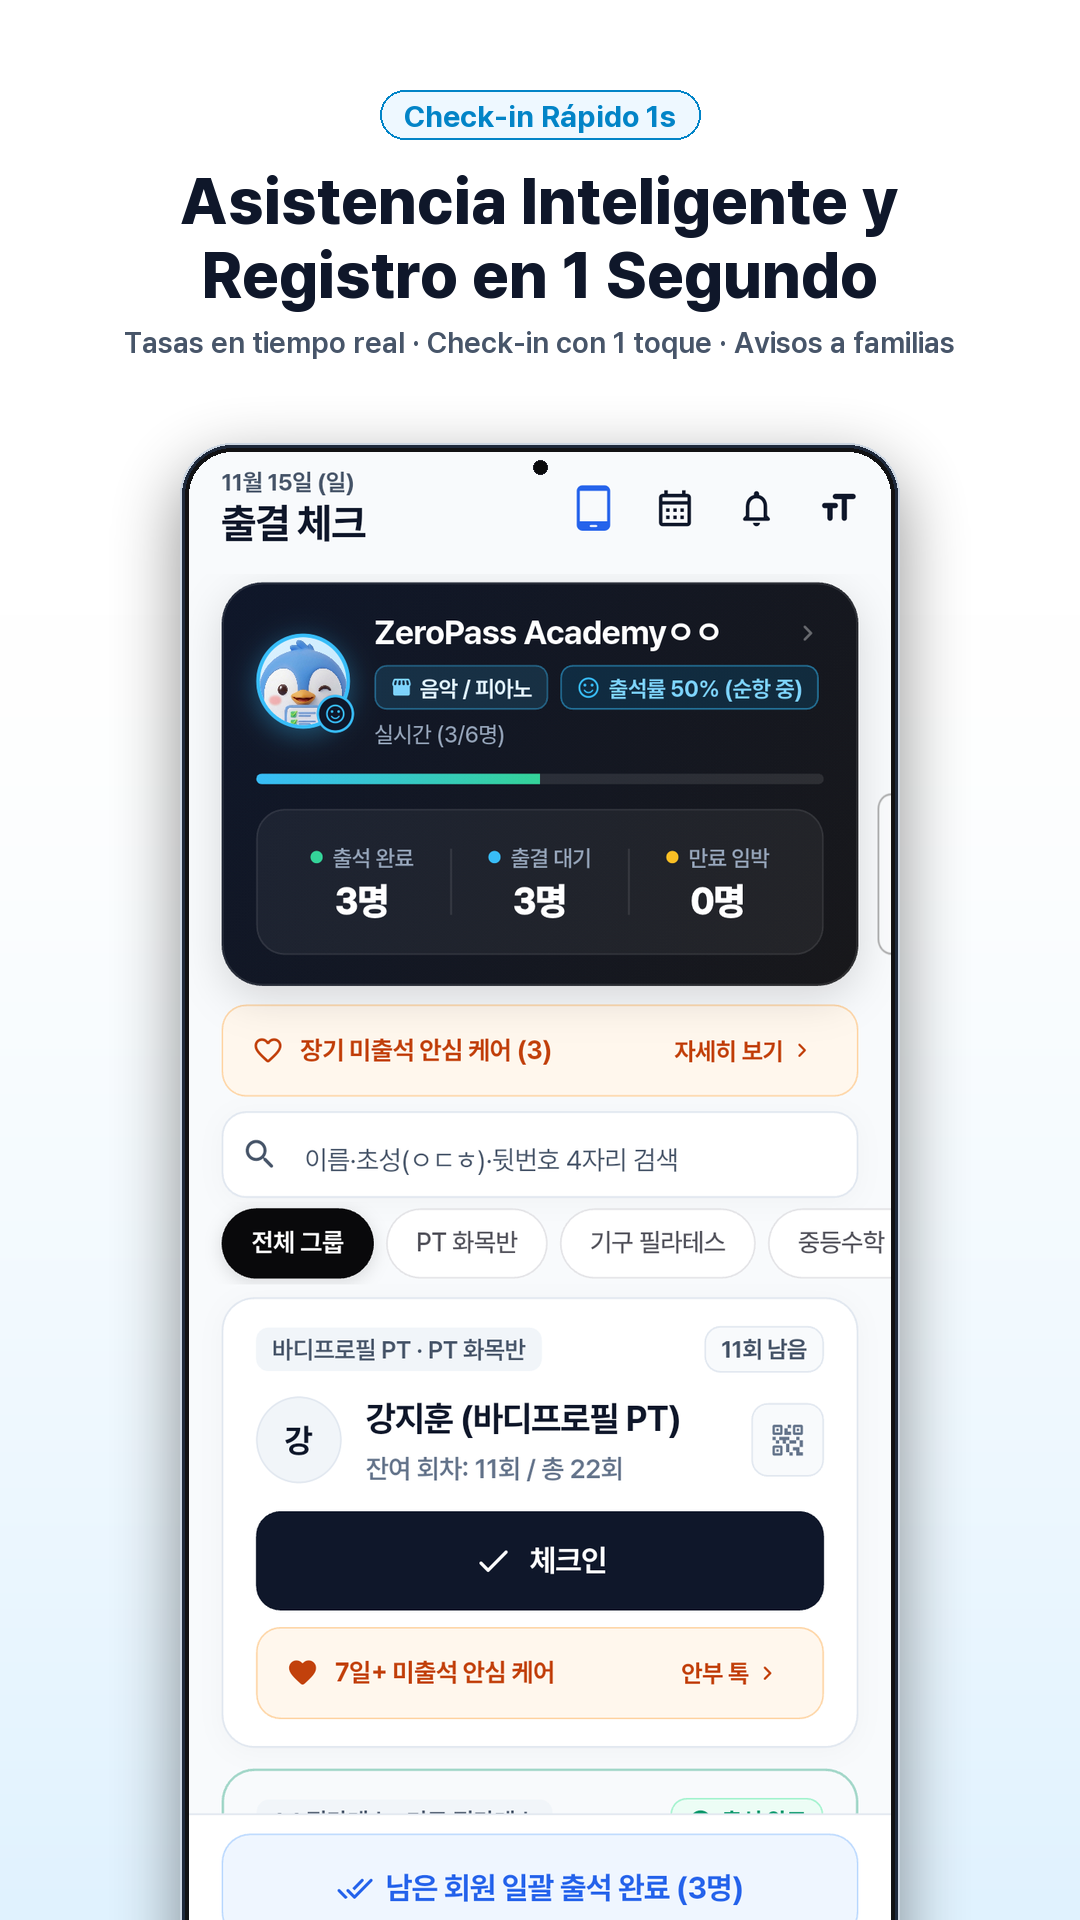 Check-in Rápido 1s
Asistencia Inteligente y
Registro en 1 Segundo
Tasas en tiempo real · Check-in con 1 toque · Avisos a familias
11월 15일 (일)
출결 체크
ZeroPass Academyㅇㅇ
음악 / 피아노
출석률 50% (순항 중)
실시간 (3/6명)
출석 완료
3명
출결 대기
3명
만료 임박
0명
장기 미출석 안심 케어 (3)
자세히 보기
이름·초성(ㅇㄷㅎ)·뒷번호 4자리 검색
전체 그룹
PT 화목반
기구 필라테스
중등수학
바디프로필 PT · PT 화목반
11회 남음
강
강지훈 (바디프로필 PT)
잔여 회차: 11회 / 총 22회
체크인
7일+ 미출석 안심 케어
안부 톡
남은 회원 일괄 출석 완료 (3명)